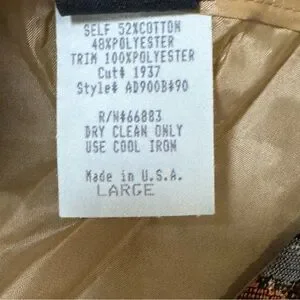 SELF 52%COTTON
48%POLYESTER
TRIM 100%POLYESTER
Cut# 1937
Style# AD900B#90
R/N#66883
DRY CLEAN ONLY
USE COOL IRON
Made in U.S.A.
LARGE